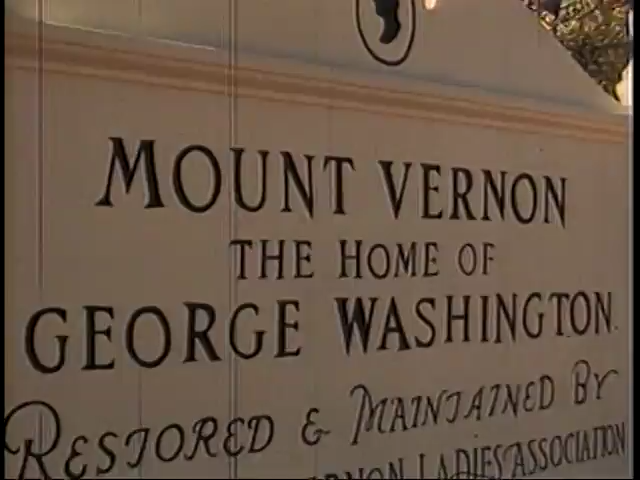 MOUNT VERNON
THE HOME OF
GEORGE WASHINGTON
RESTORED & MAINTAINED BY
LADIES ASSOCIATION